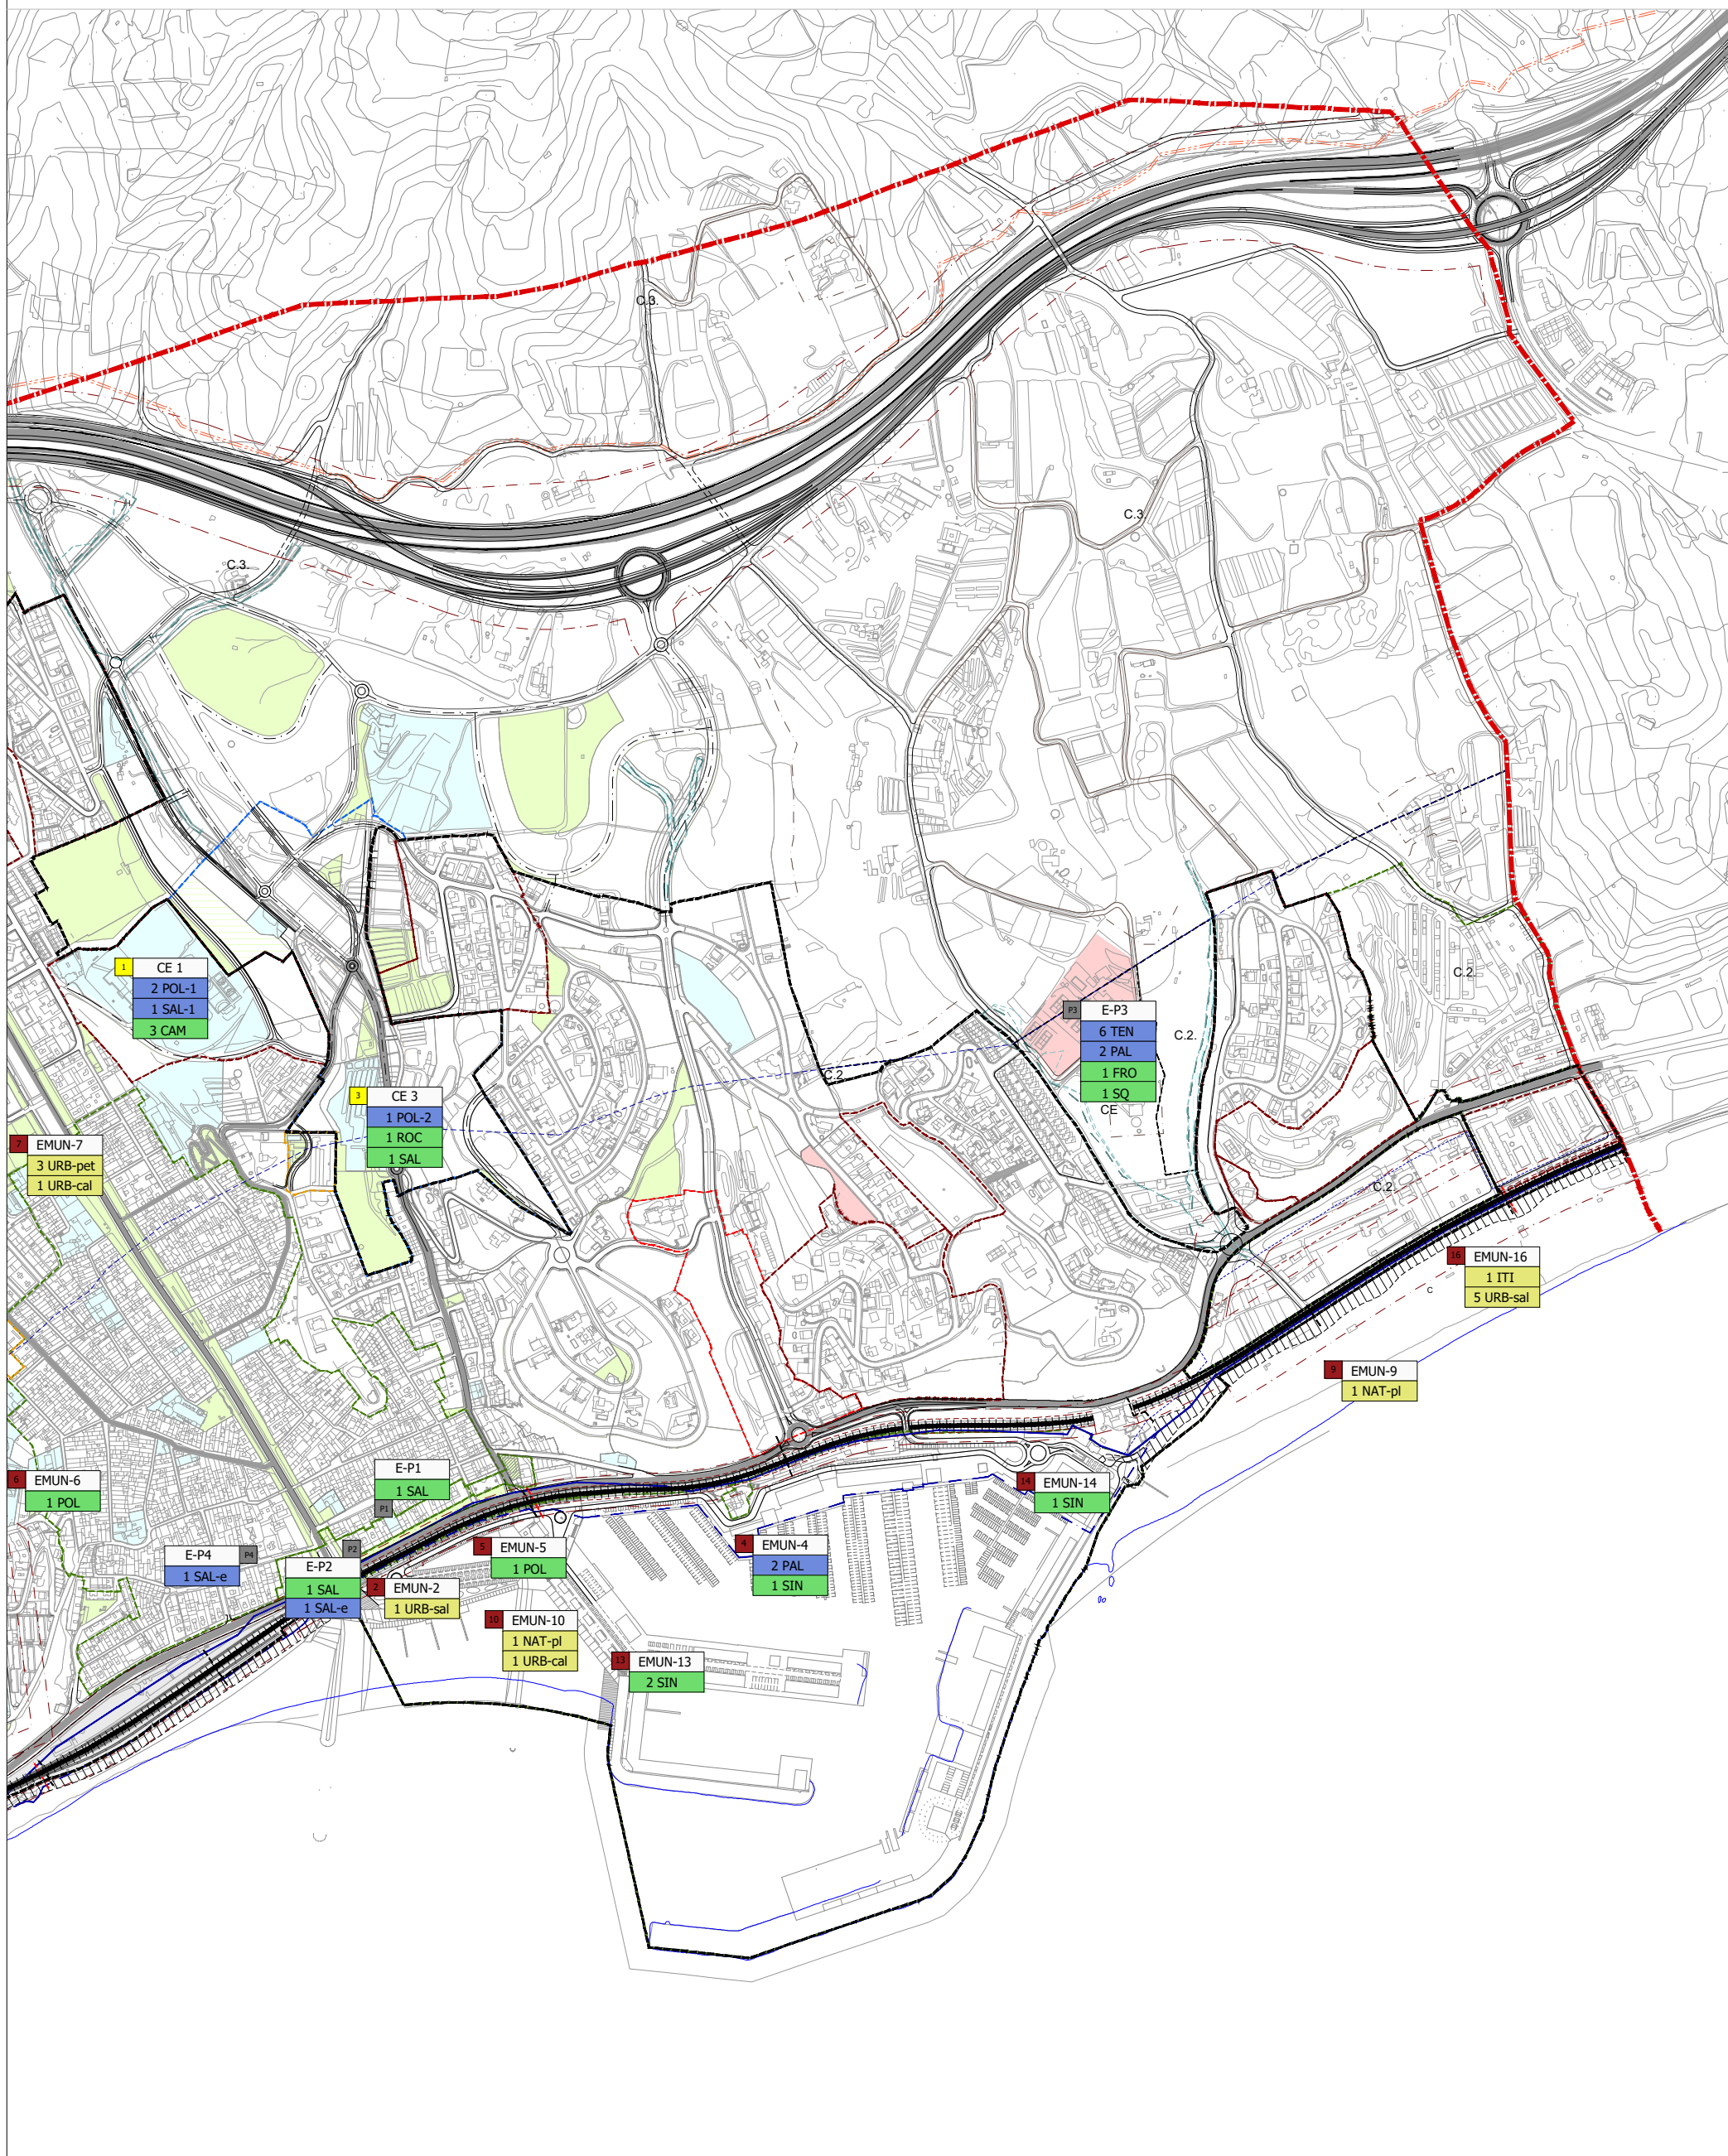 C.3.
C.3.
C.3.
1
CE 1
2 POL-1
1 SAL-1
3 CAM
C.2.
P3
E-P3
6 TEN
2 PAL
1 FRO
1 SQ
CE
C.2.
C.2
3
CE 3
1 POL-2
1 ROC
1 SAL
7
EMUN-7
3 URB-pet
1 URB-cal
C.2.
16
EMUN-16
1 ITI
5 URB-sal
c
9
EMUN-9
1 NAT-pl
6
EMUN-6
1 POL
E-P1
1 SAL
P1
14
EMUN-14
1 SIN
E-P4
P4
1 SAL-e
P2
E-P2
1 SAL
1 SAL-e
5
EMUN-5
1 POL
4
EMUN-4
2 PAL
1 SIN
2
EMUN-2
1 URB-sal
10
EMUN-10
1 NAT-pl
1 URB-cal
13
EMUN-13
2 SIN